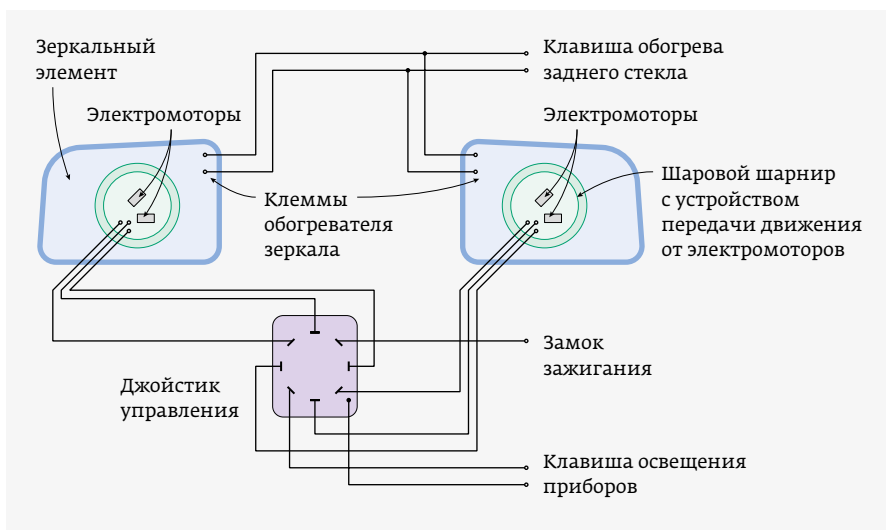 Зеркальный
элемент
Электромоторы
Клавиша обогрева
заднего стекла
Электромоторы
Клеммы
обогревателя
зеркала
Шаровой шарнир
с устройством
передачи движения
от электромоторов
Джойстик
управления
Замок
зажигания
Клавиша освещения
приборов